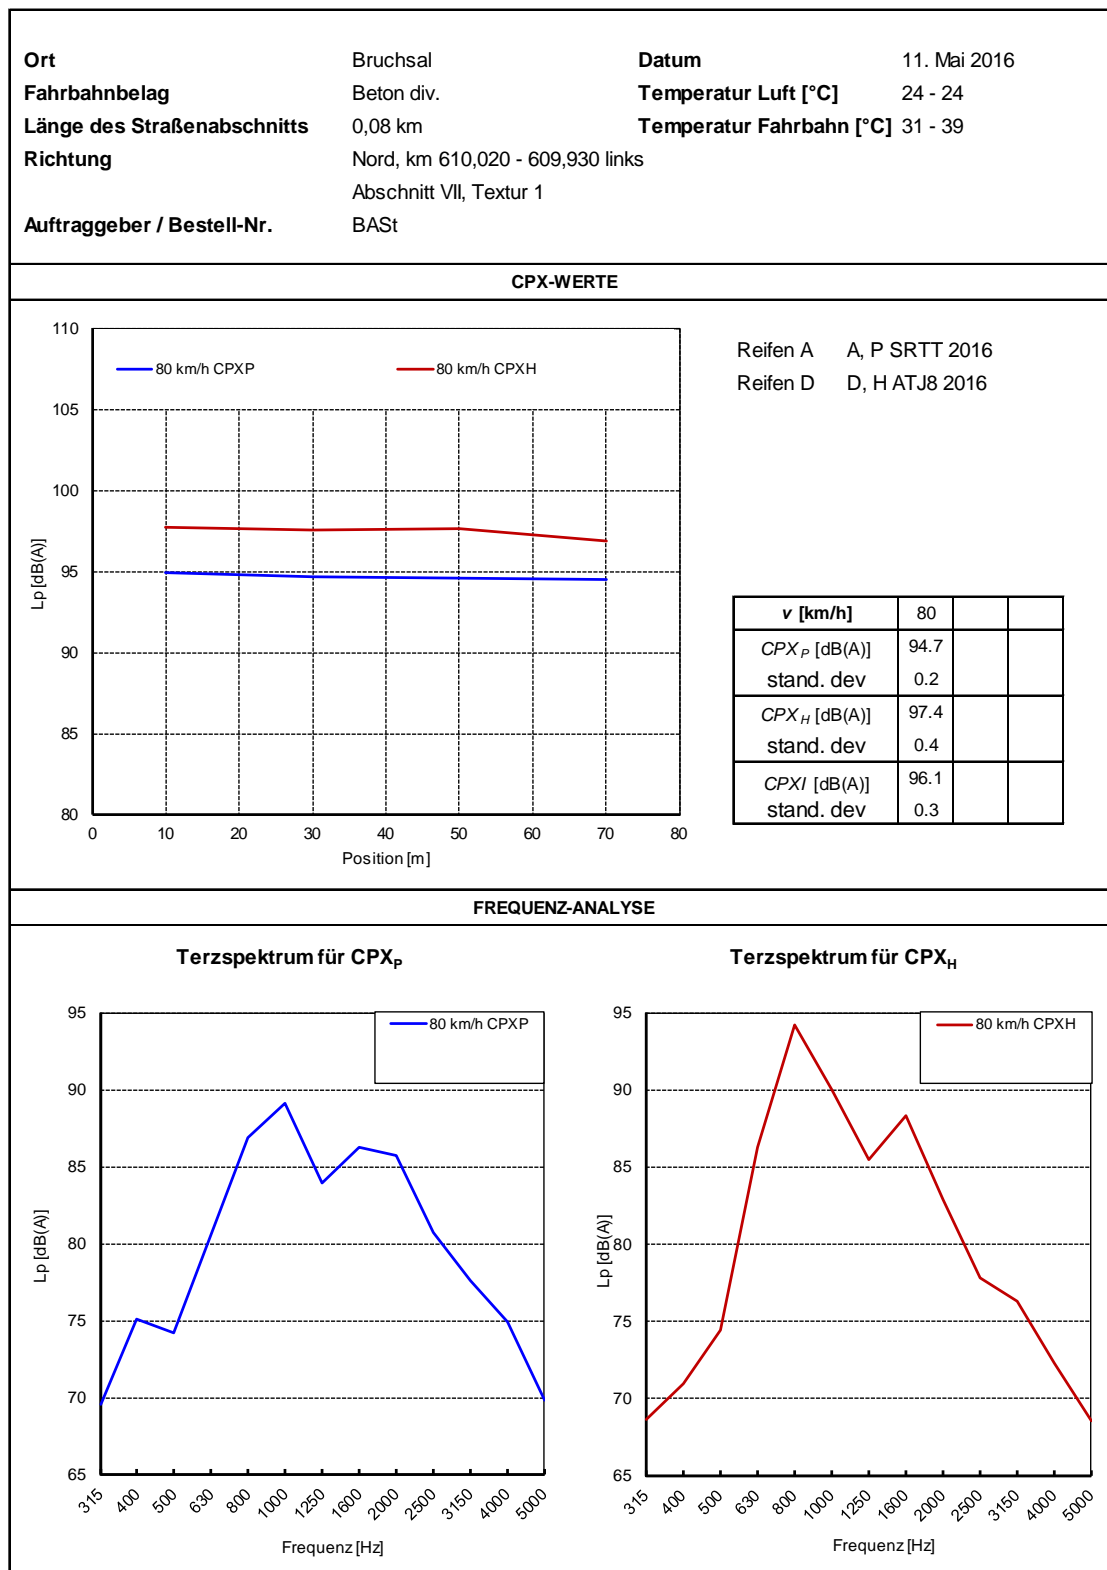 Ort Bruchsal Datum 11. Mai 2016
Fahrbahnbelag Beton div. Temperatur Luft [°C] 24 - 24
Länge des Straßenabschnitts 0,08 km Temperatur Fahrbahn [°C] 31 - 39
Richtung Nord, km 610,020 - 609,930 links
Abschnitt VII, Textur 1
Auftraggeber / Bestell-Nr. BASt
CPX-WERTE
110
105
100
95
90
85
80
Lp [dB(A)]
80 km/h CPXP 80 km/h CPXH
0 10 20 30 40 50 60 70 80
Position [m]
Reifen A A, P SRTT 2016
Reifen D D, H ATJ8 2016
v [km/h] 80
CPX P [dB(A)] 94.7
stand. dev 0.2
CPX H [dB(A)] 97.4
stand. dev 0.4
CPXI [dB(A)] 96.1
stand. dev 0.3
FREQUENZ-ANALYSE
Terzspektrum für CPXP
95
90
85
80
75
70
65
Lp [dB(A)]
80 km/h CPXP
315 400 500 630 800 1000 1250 1600 2000 2500 3150 4000 5000
Frequenz [Hz]
Terzspektrum für CPXH
95
90
85
80
75
70
65
Lp [dB(A)]
80 km/h CPXH
315 400 500 630 800 1000 1250 1600 2000 2500 3150 4000 5000
Frequenz [Hz]